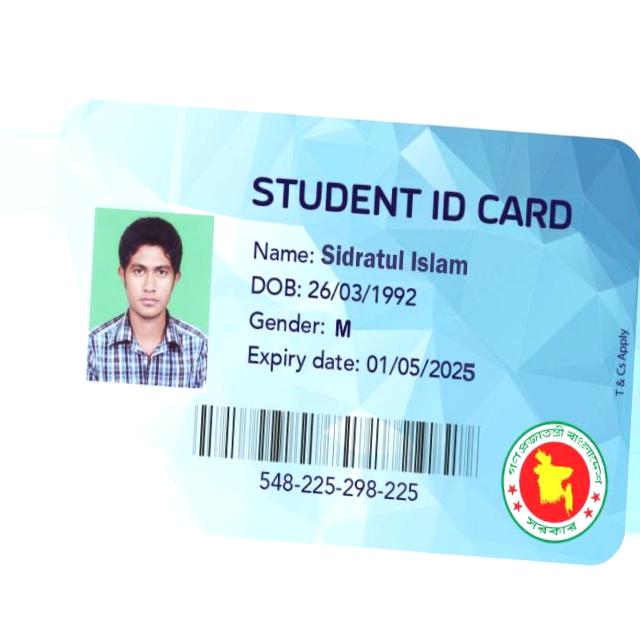 STUDENT ID CARD
Name: Sidratul Islam
DOB: 26/03/1992
Gender: M
Expiry date: 01/05/2025
T & Cs Apply
548-225-298-225
গণপ্রজাতন্ত্রী বাংলাদেশ
সরকার